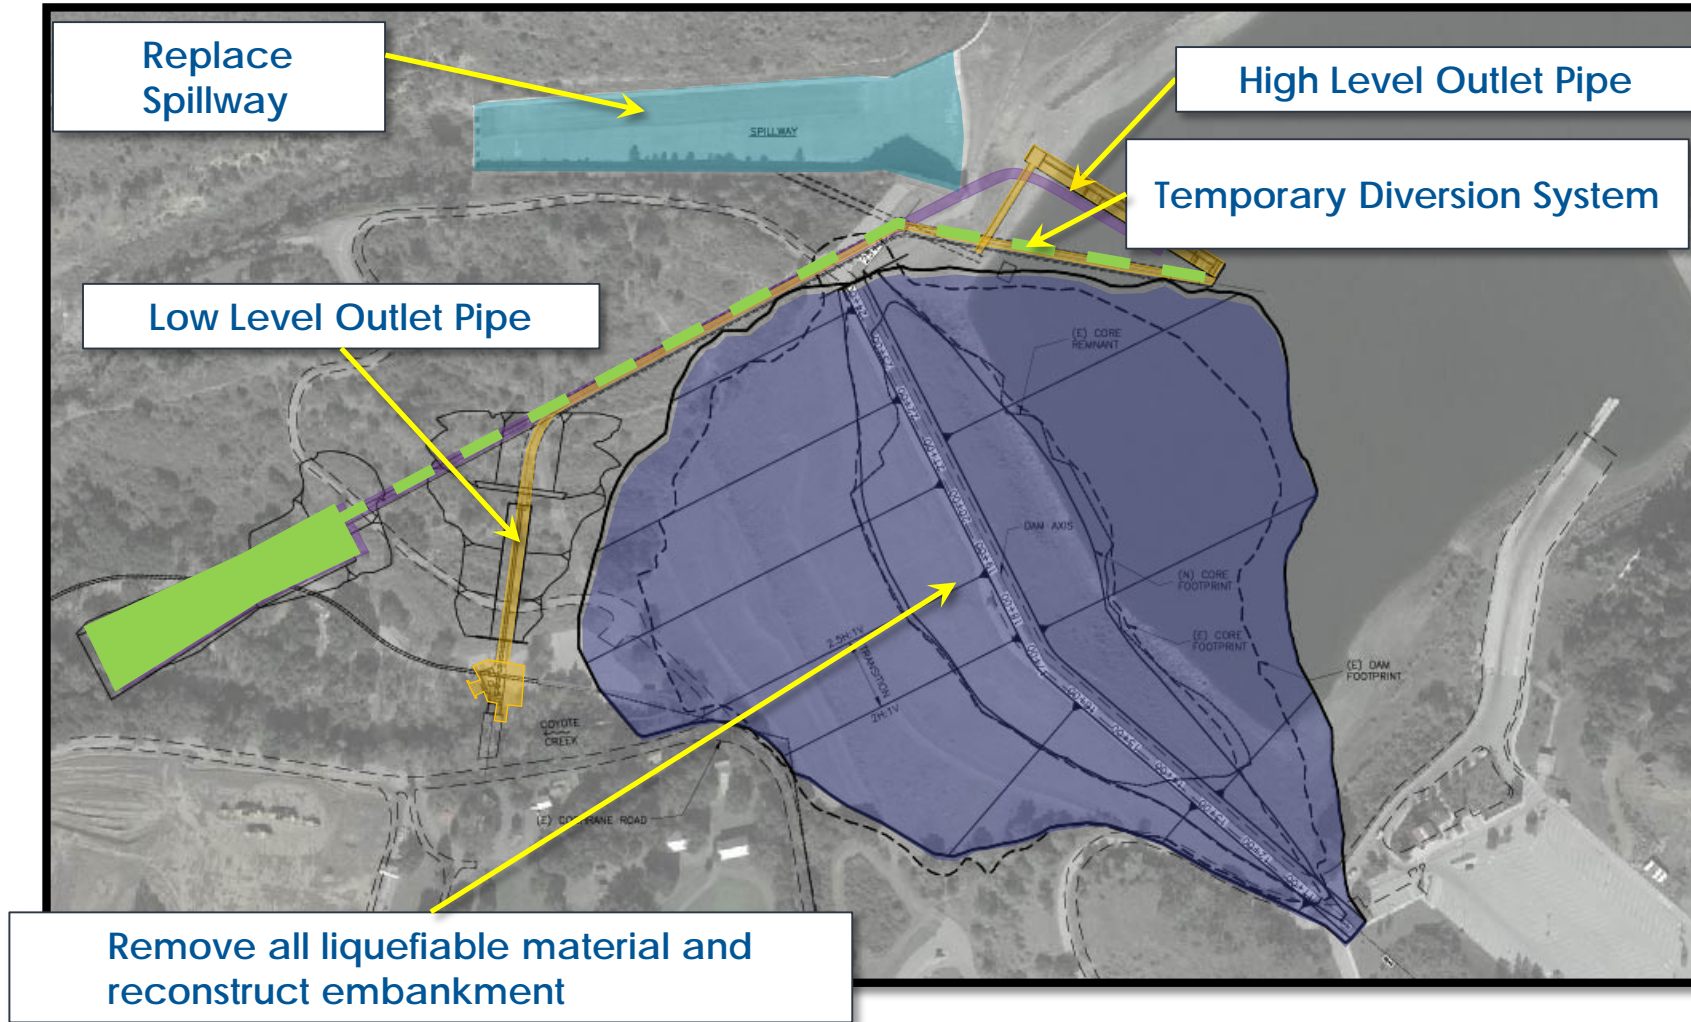 Replace
Spillway
High Level Outlet Pipe
SPILLWAY
Temporary Diversion System
Low Level Outlet Pipe
(E) CORE
REMNANT
DAM AXIS
(N) CORE
FOOTPRINT
(E) CORE
FOOTPRINT
(E) DAM
FOOTPRINT
2.5H:1V
TRANSITION
2H:1V
COYOTE
CREEK
(E) COCHRANE ROAD
Remove all liquefiable material and
reconstruct embankment